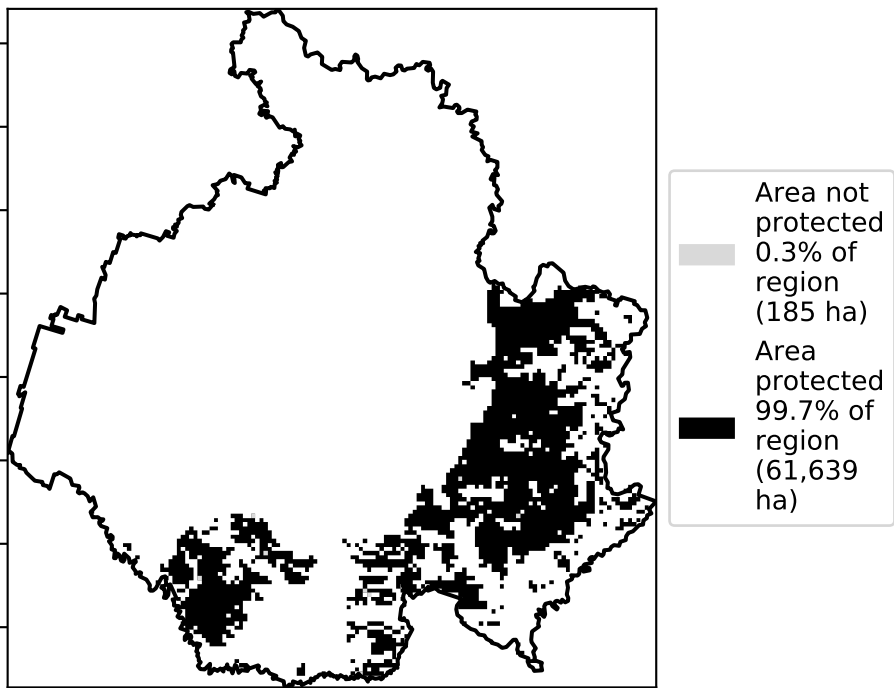 Area not
protected
0.3% of
region
(185 ha)
Area
protected
99.7% of
region
(61,639
ha)